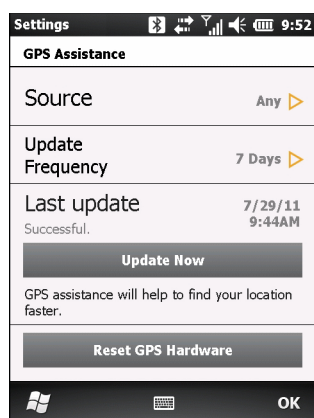 Settings 9:52
GPS Assistance
Source Any
Update
Frequency 7 Days
Last update 7/29/11
Successful. 9:44AM
Update Now
GPS assistance will help to find your location
faster.
Reset GPS Hardware
OK